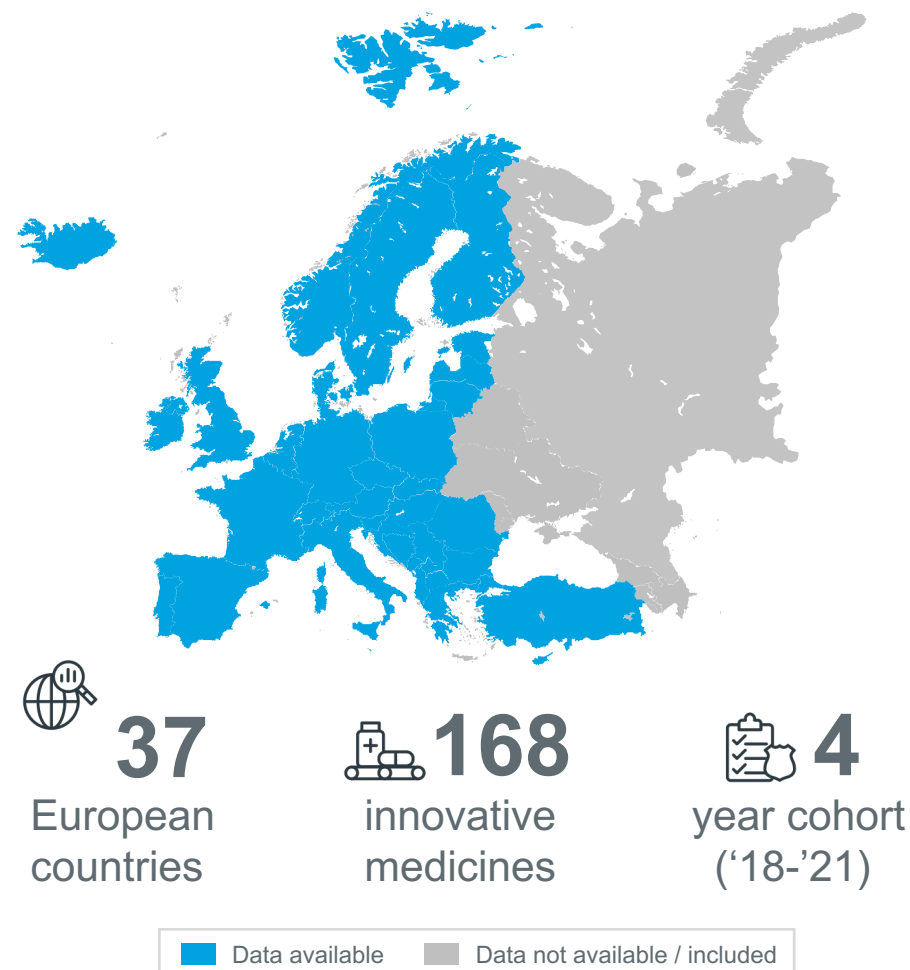 37
European
countries
168
innovative
medicines
4
year cohort
(‘18-’21)
Data available
Data not available / included